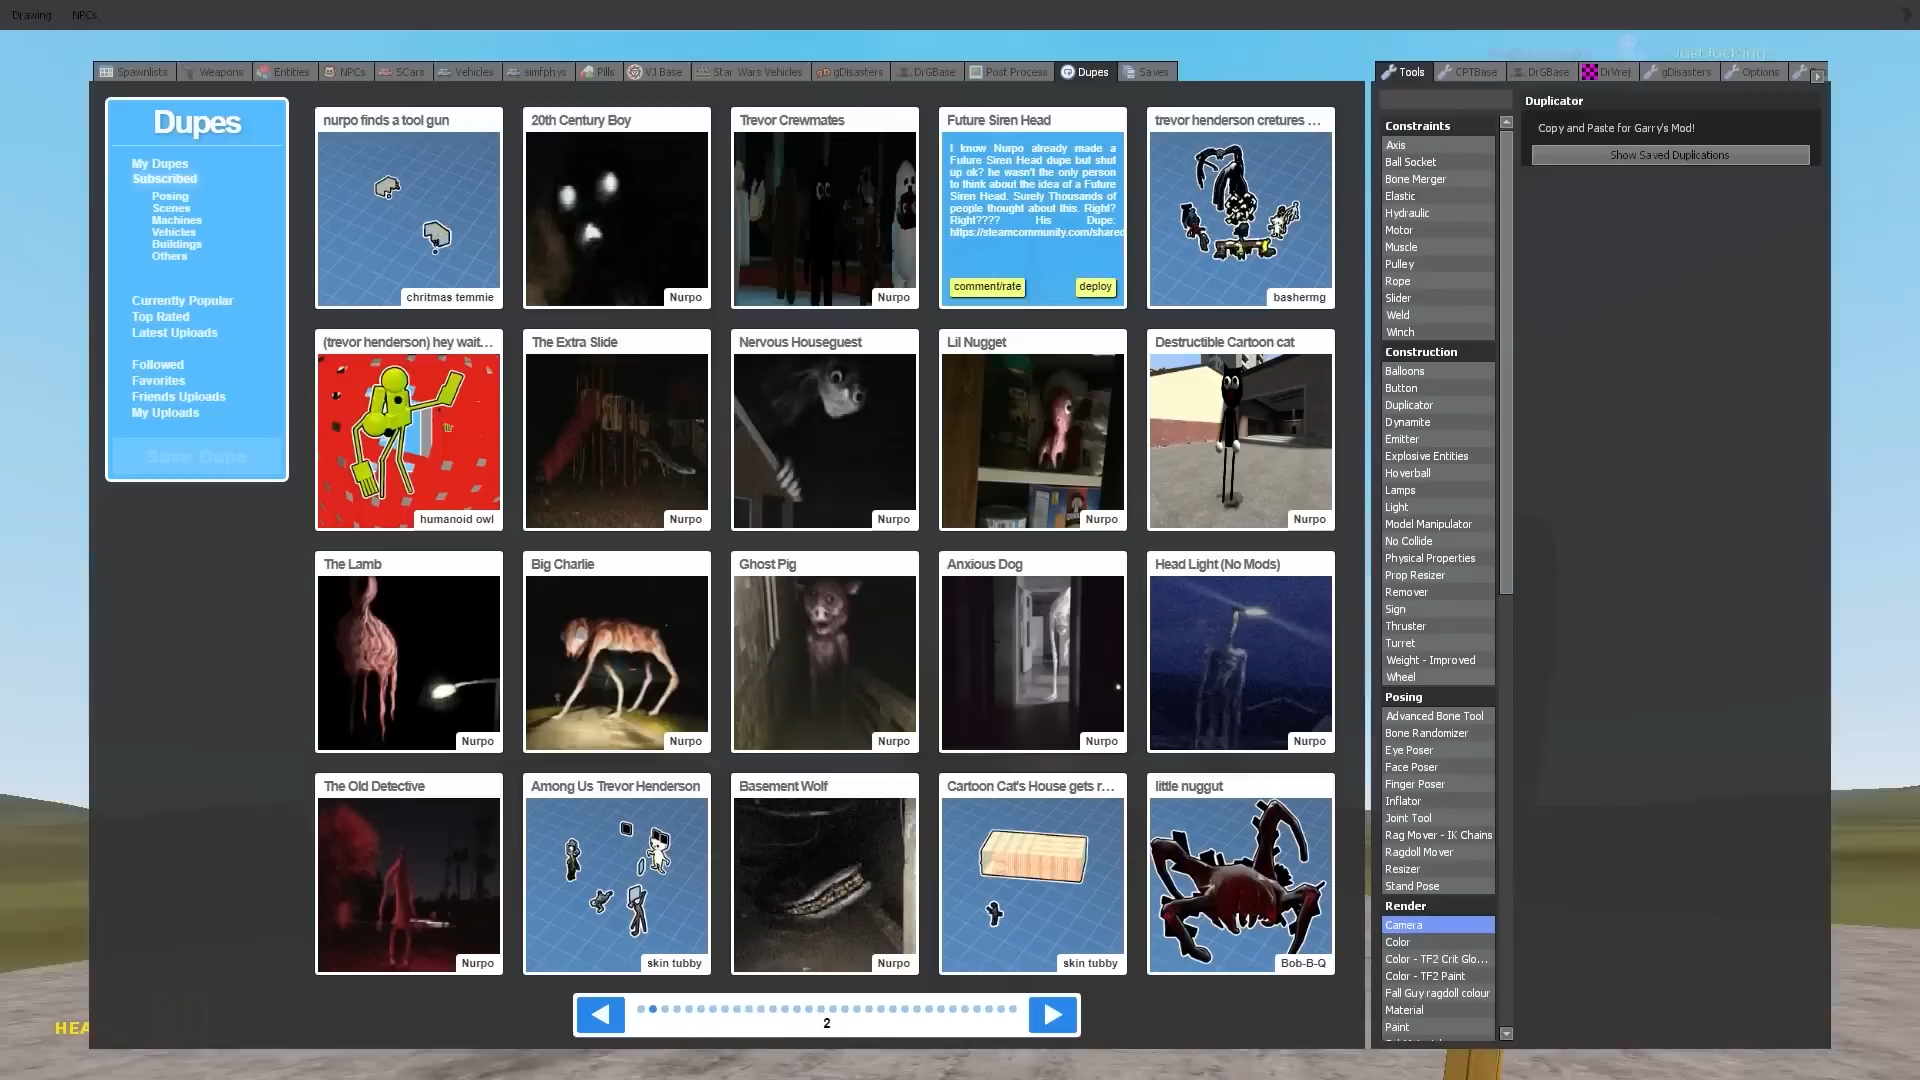 Drawing NPCs
Spawnlists Weapons Entities NPCs SCars Vehicles simfphys Pills VJ Base Star Wars Vehicles gDisasters DrGBase Post Process Dupes Saves
Tools CPTBase DrGBase DrVrej gDisasters Options
Dupes
My Dupes
Subscribed
Posing
Scenes
Machines
Vehicles
Buildings
Others
Currently Popular
Top Rated
Latest Uploads
Followed
Favorites
Friends Uploads
My Uploads
Save Dupe
nurpo finds a tool gun
chritmas temmie
20th Century Boy
Nurpo
Trevor Crewmates
Nurpo
Future Siren Head
I know Nurpo already made a
Future Siren Head dupe but shut
up ok? he wasn't the only person
to think about the idea of a Future
Siren Head. Surely Thousands of
people thought about this. Right?
Right???? His Dupe:
https://steamcommunity.com/shared
comment/rate deploy
trevor henderson cretures ...
bashermg
(trevor henderson) hey wait...
humanoid owl
The Extra Slide
Nurpo
Nervous Houseguest
Nurpo
Lil Nugget
Nurpo
Destructible Cartoon cat
Nurpo
The Lamb
Nurpo
Big Charlie
Nurpo
Ghost Pig
Nurpo
Anxious Dog
Nurpo
Head Light (No Mods)
Nurpo
The Old Detective
Nurpo
Among Us Trevor Henderson
skin tubby
Basement Wolf
Nurpo
Cartoon Cat's House gets r...
skin tubby
little nuggut
Bob-B-Q
2
HEA
Constraints
Axis
Ball Socket
Bone Merger
Elastic
Hydraulic
Motor
Muscle
Pulley
Rope
Slider
Weld
Winch
Construction
Balloons
Button
Duplicator
Dynamite
Emitter
Explosive Entities
Hoverball
Lamps
Light
Model Manipulator
No Collide
Physical Properties
Prop Resizer
Remover
Sign
Thruster
Turret
Weight - Improved
Wheel
Posing
Advanced Bone Tool
Bone Randomizer
Eye Poser
Face Poser
Finger Poser
Inflator
Joint Tool
Rag Mover - IK Chains
Ragdoll Mover
Resizer
Stand Pose
Render
Camera
Color
Color - TF2 Crit Glo...
Color - TF2 Paint
Fall Guy ragdoll colour
Material
Paint
Duplicator
Copy and Paste for Garry's Mod!
Show Saved Duplications